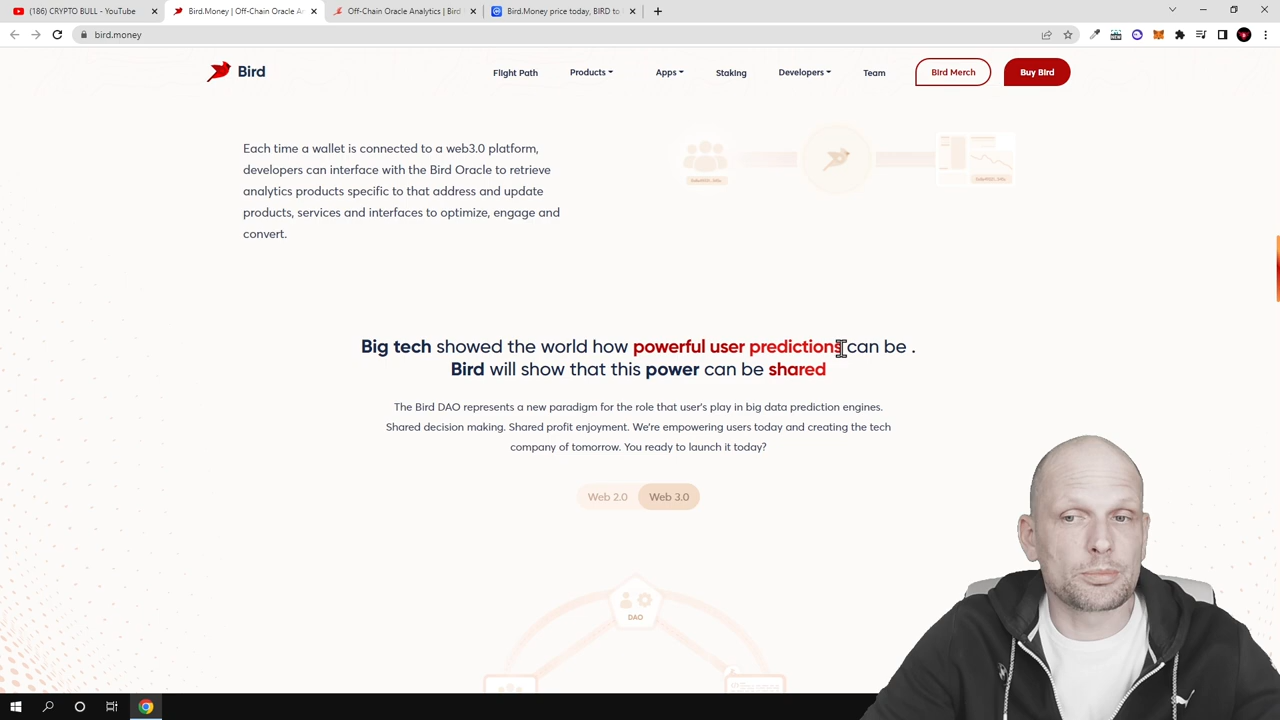 (186) CRYPTO BULL - YouTube
Bird.Money | Off-Chain Oracle An
Off-Chain Oracle Analytics | Bird
Bird.Money price today, BIRD to
bird.money
Bird
Flight Path
Products
Apps
Staking
Developers
Team
Bird Merch
Buy Bird
Each time a wallet is connected to a web3.0 platform,
developers can interface with the Bird Oracle to retrieve
analytics products specific to that address and update
products, services and interfaces to optimize, engage and
convert.
Big tech showed the world how powerful user predictions can be .
Bird will show that this power can be shared
The Bird DAO represents a new paradigm for the role that user's play in big data prediction engines.
Shared decision making. Shared profit enjoyment. We're empowering users today and creating the tech
company of tomorrow. You ready to launch it today?
Web 2.0
Web 3.0
DAO